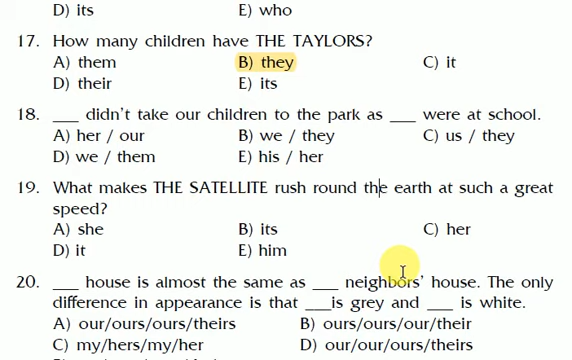 D) its E) who
17. How many children have THE TAYLORS?
A) them B) they C) it
D) their E) its
18. ___ didn't take our children to the park as ___ were at school.
A) her / our B) we / they C) us / they
D) we / them E) his / her
19. What makes THE SATELLITE rush round the earth at such a great
speed?
A) she B) its C) her
D) it E) him
20. ___ house is almost the same as ___ neighbors' house. The only
difference in appearance is that ___is grey and ___ is white.
A) our/ours/ours/theirs B) ours/ours/our/their
C) my/hers/my/her D) our/our/ours/theirs